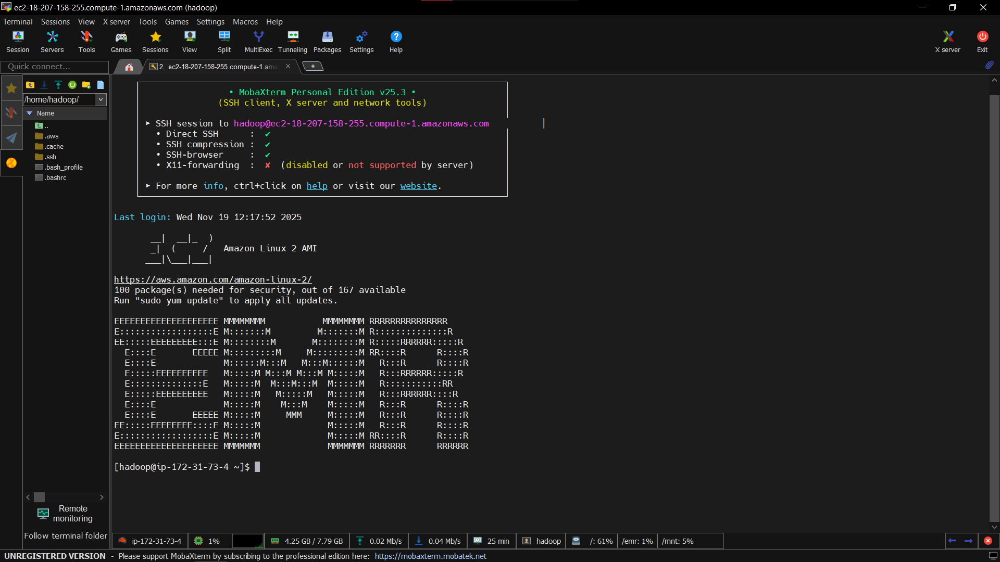 ec2-18-207-158-255.compute-1.amazonaws.com (hadoop)
Terminal Sessions View X server Tools Games Settings Macros Help
Session Servers Tools Games Sessions View Split MultiExec Tunneling Packages Settings Help X server Exit
Quick connect...
2. ec2-18-207-158-255.compute-1.ama
/home/hadoop/
Name
..
.aws
.cache
.ssh
.bash_profile
.bashrc
• MobaXterm Personal Edition v25.3 •
(SSH client, X server and network tools)
➤ SSH session to hadoop@ec2-18-207-158-255.compute-1.amazonaws.com
• Direct SSH : ✔
• SSH compression : ✔
• SSH-browser : ✔
• X11-forwarding : ✘ (disabled or not supported by server)
➤ For more info, ctrl+click on help or visit our website.
Last login: Wed Nov 19 12:17:52 2025
       __|  __|_  )
       _|  (     /   Amazon Linux 2 AMI
      ___|\___|___|
https://aws.amazon.com/amazon-linux-2/
100 package(s) needed for security, out of 167 available
Run "sudo yum update" to apply all updates.
EEEEEEEEEEEEEEEEEEEE MMMMMMMM           MMMMMMMM RRRRRRRRRRRRRRR
E::::::::::::::::::E M:::::::M         M:::::::M R::::::::::::::R
EE:::::EEEEEEEEE:::E M::::::::M       M::::::::M R:::::RRRRRR:::::R
  E::::E       EEEEE M:::::::::M     M:::::::::M RR::::R      R::::R
  E::::E             M::::::M:::M   M:::M::::::M   R:::R      R::::R
  E:::::EEEEEEEEEE   M:::::M M:::M M:::M M:::::M   R:::RRRRRR:::::R
  E::::::::::::::E   M:::::M  M:::M:::M  M:::::M   R:::::::::::RR
  E:::::EEEEEEEEEE   M:::::M   M:::::M   M:::::M   R:::RRRRRR::::R
  E::::E             M:::::M    M:::M    M:::::M   R:::R      R::::R
  E::::E       EEEEE M:::::M     MMM     M:::::M   R:::R      R::::R
EE:::::EEEEEEEE::::E M:::::M             M:::::M   R:::R      R::::R
E::::::::::::::::::E M:::::M             M:::::M RR::::R      R::::R
EEEEEEEEEEEEEEEEEEEE MMMMMMM             MMMMMMM RRRRRRR      RRRRRR
[hadoop@ip-172-31-73-4 ~]$
Remote
monitoring
Follow terminal folder
ip-172-31-73-4 1% 4.25 GB / 7.79 GB 0.02 Mb/s 0.04 Mb/s 25 min hadoop /: 61% /emr: 1% /mnt: 5%
UNREGISTERED VERSION - Please support MobaXterm by subscribing to the professional edition here: https://mobaxterm.mobatek.net